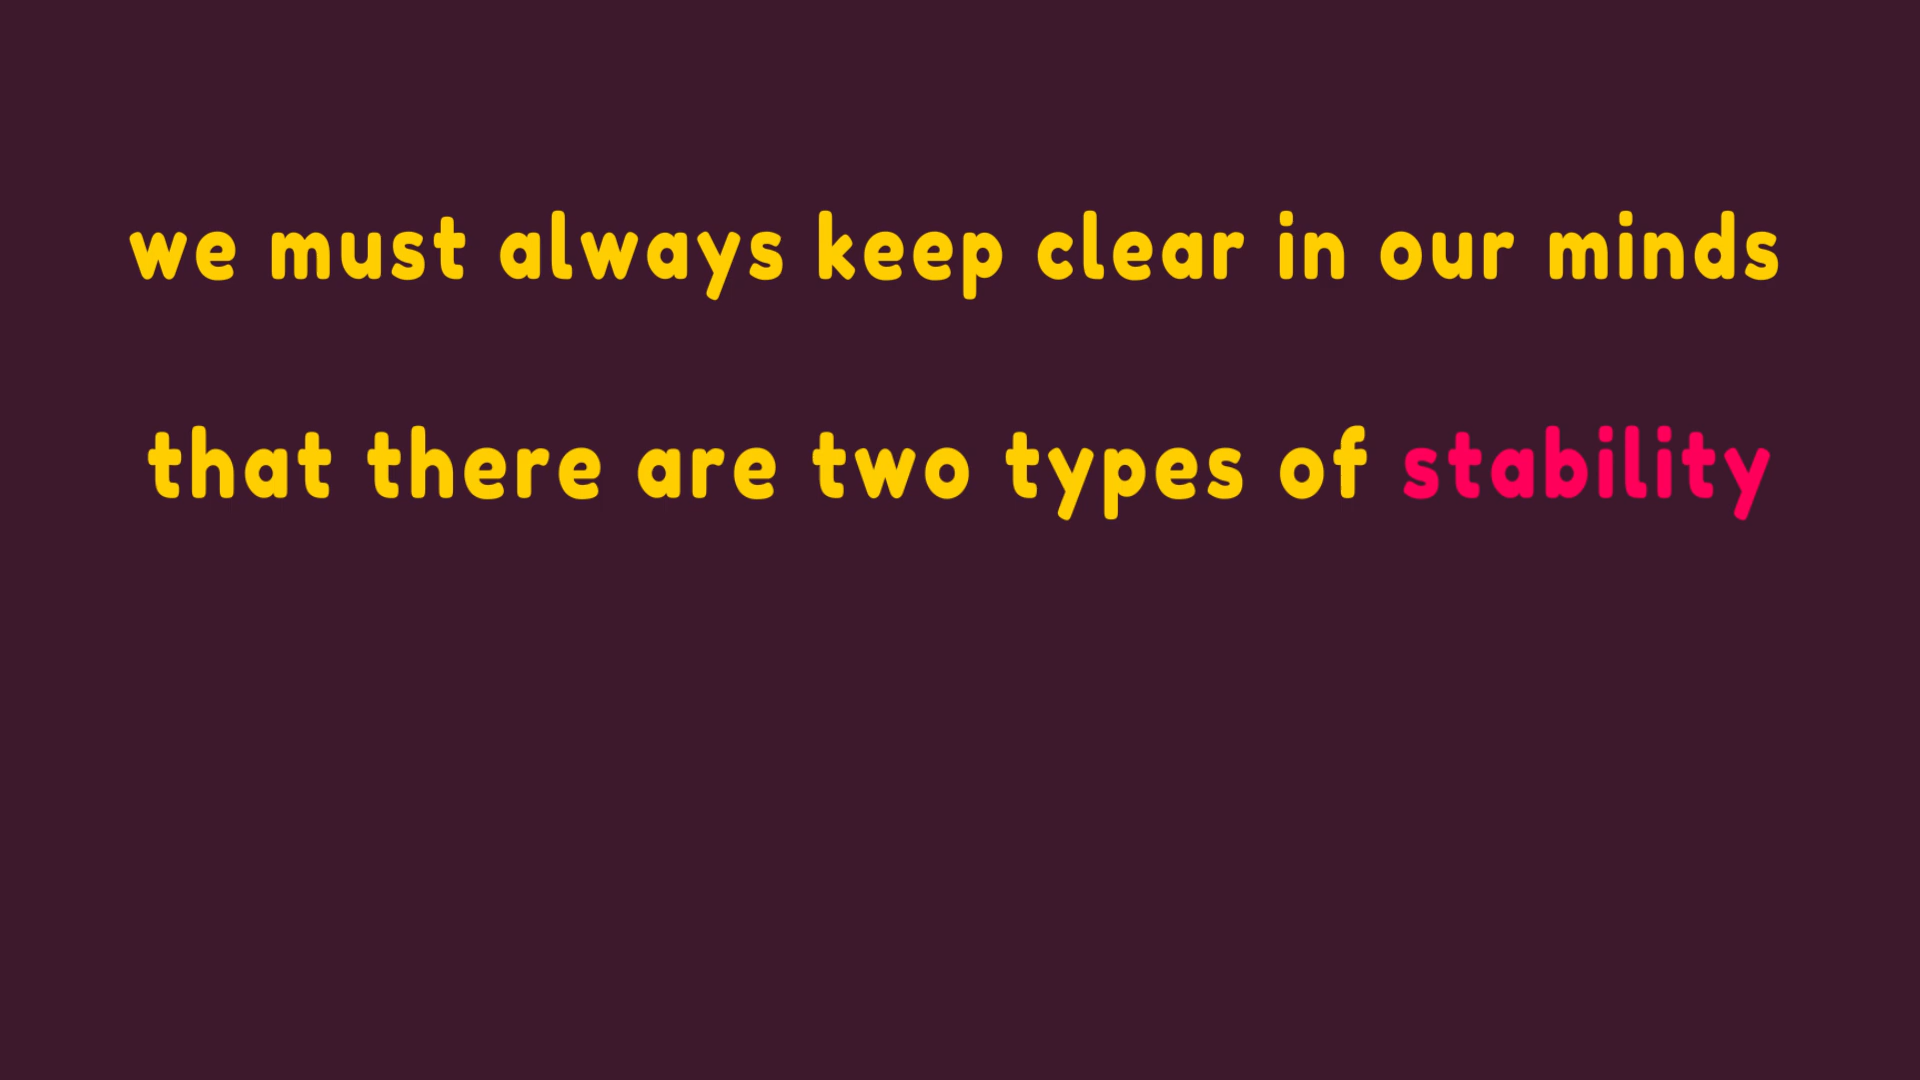 we must always keep clear in our minds
that there are two types of stability